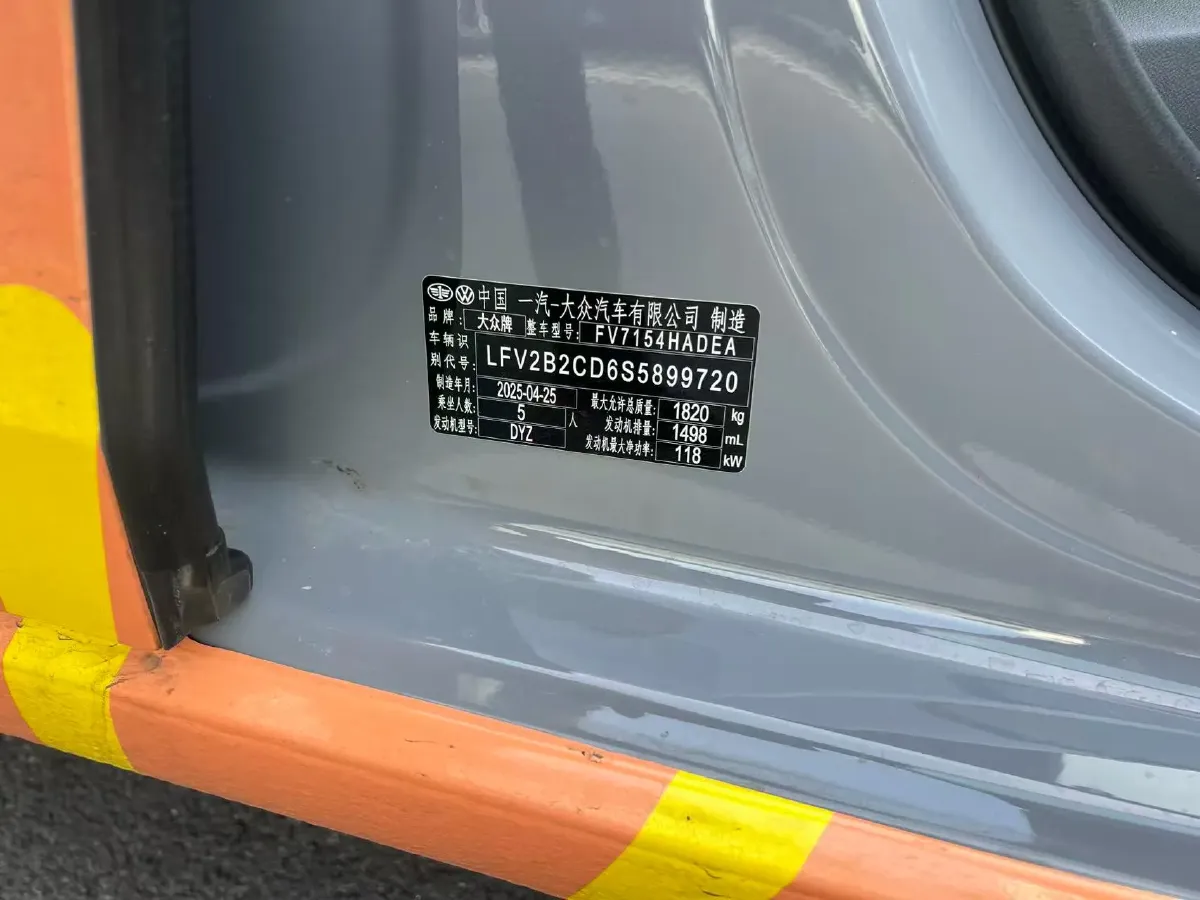 中国 一汽-大众汽车有限公司 制造
品牌: 大众牌 整车型号: FV7154HADEA
车辆识别代号: LFV2B2CD6S5899720
制造年月: 2025-04-25 最大允许总质量: 1820 kg
乘坐人数: 5 人 发动机排量: 1498 mL
发动机型号: DYZ 发动机最大净功率: 118 kW